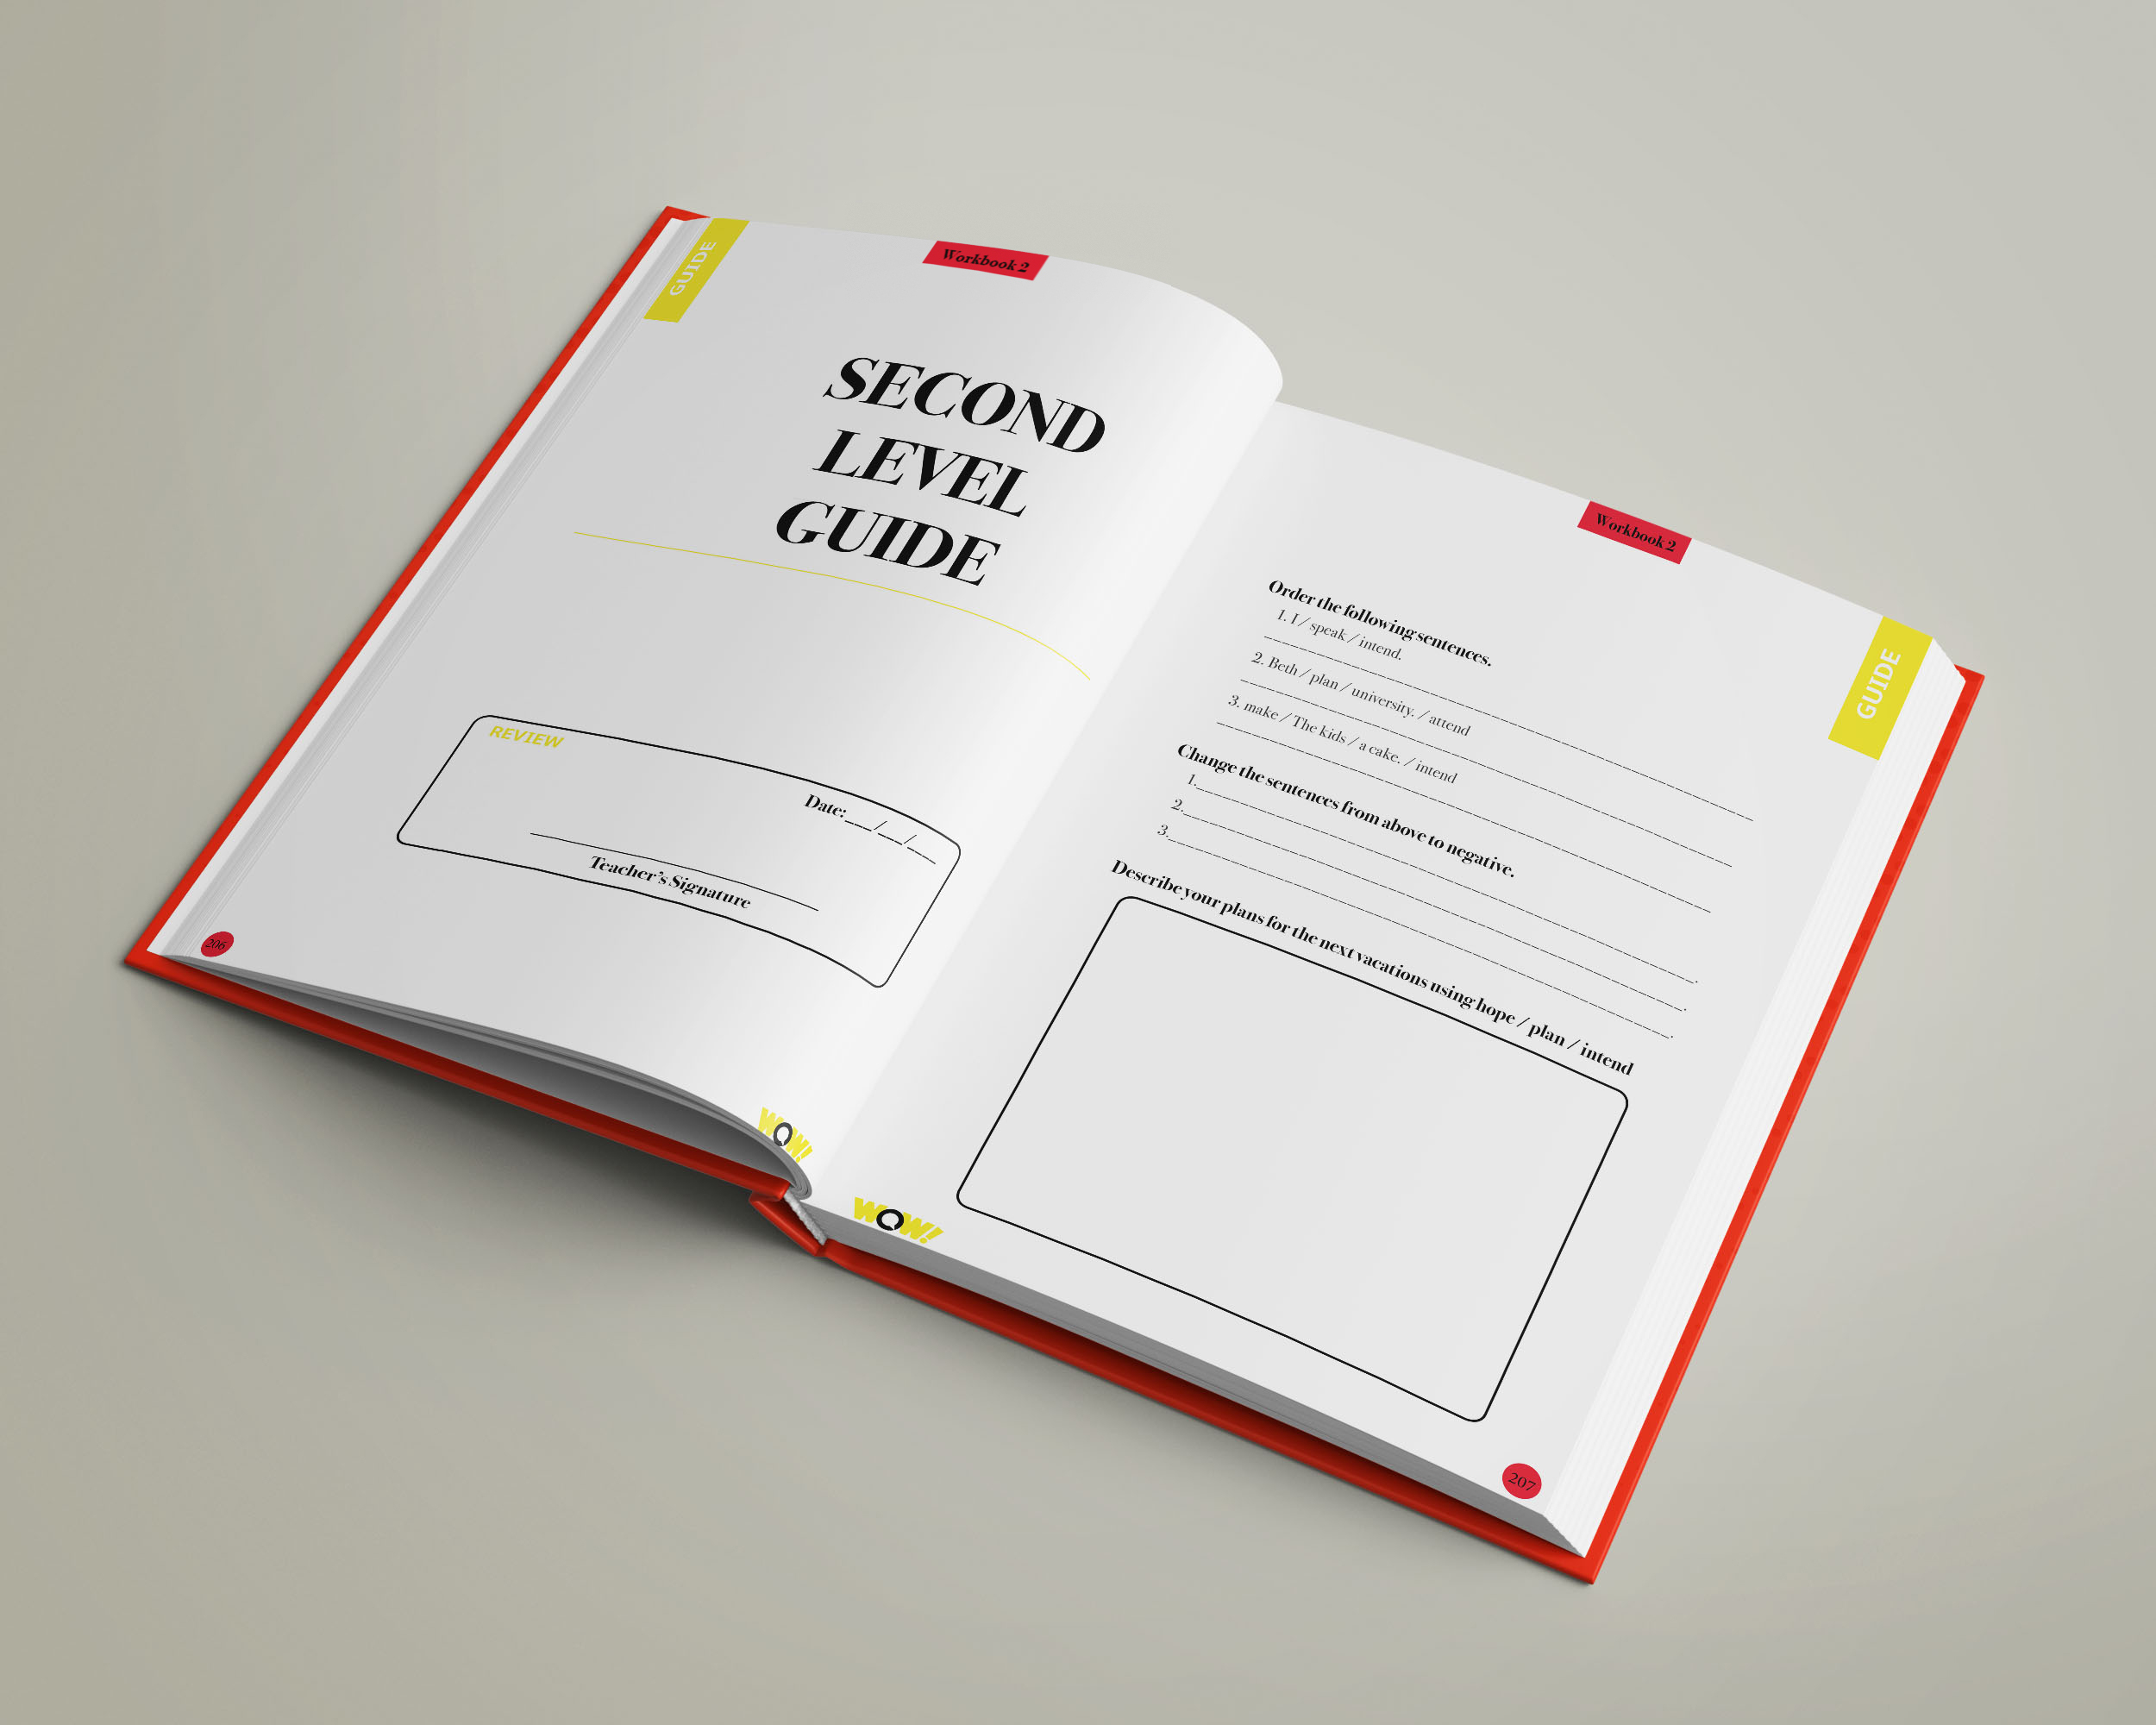 GUIDE
Workbook 2
SECOND
LEVEL
GUIDE
REVIEW
Date:___/___/___
Teacher's Signature
206
WOW!
Workbook 2
GUIDE
Order the following sentences.
1. I / speak / intend.
2. Beth / plan / university. / attend
3. make / The kids / a cake. / intend
Change the sentences from above to negative.
1.
2.
3.
Describe your plans for the next vacations using hope / plan / intend
WOW!
207